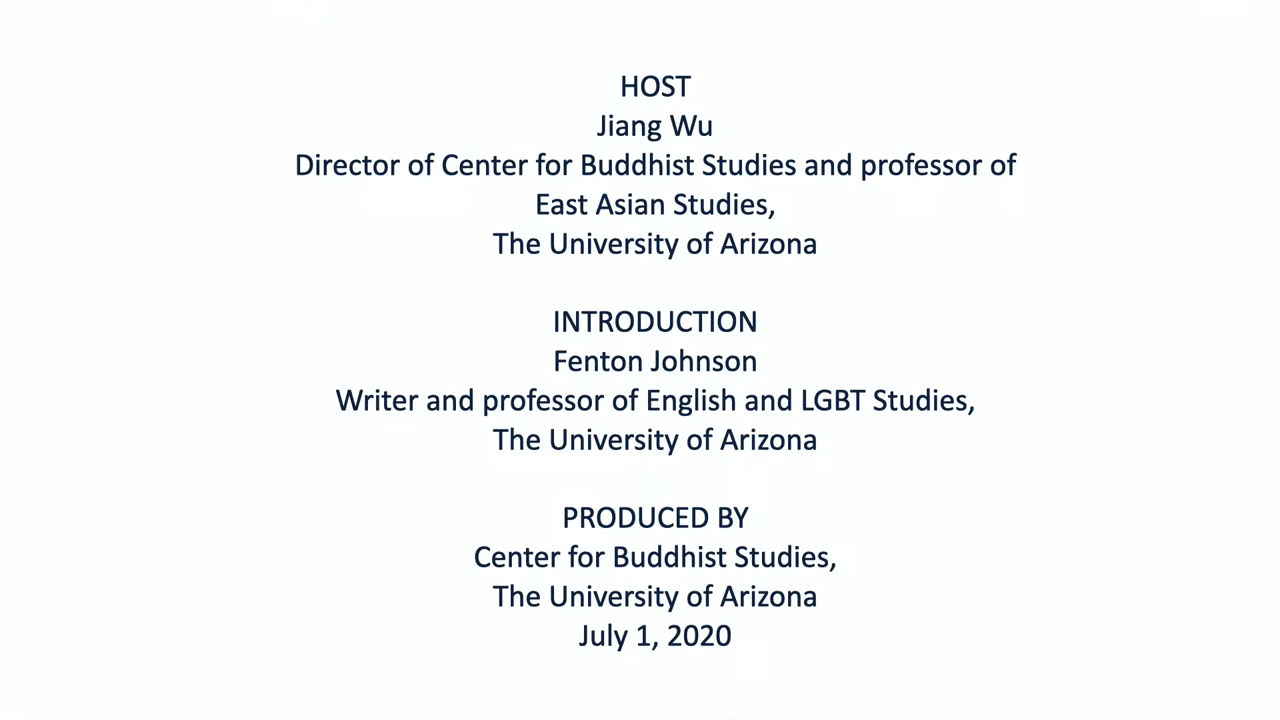 HOST
Jiang Wu
Director of Center for Buddhist Studies and professor of
East Asian Studies,
The University of Arizona
INTRODUCTION
Fenton Johnson
Writer and professor of English and LGBT Studies,
The University of Arizona
PRODUCED BY
Center for Buddhist Studies,
The University of Arizona
July 1, 2020